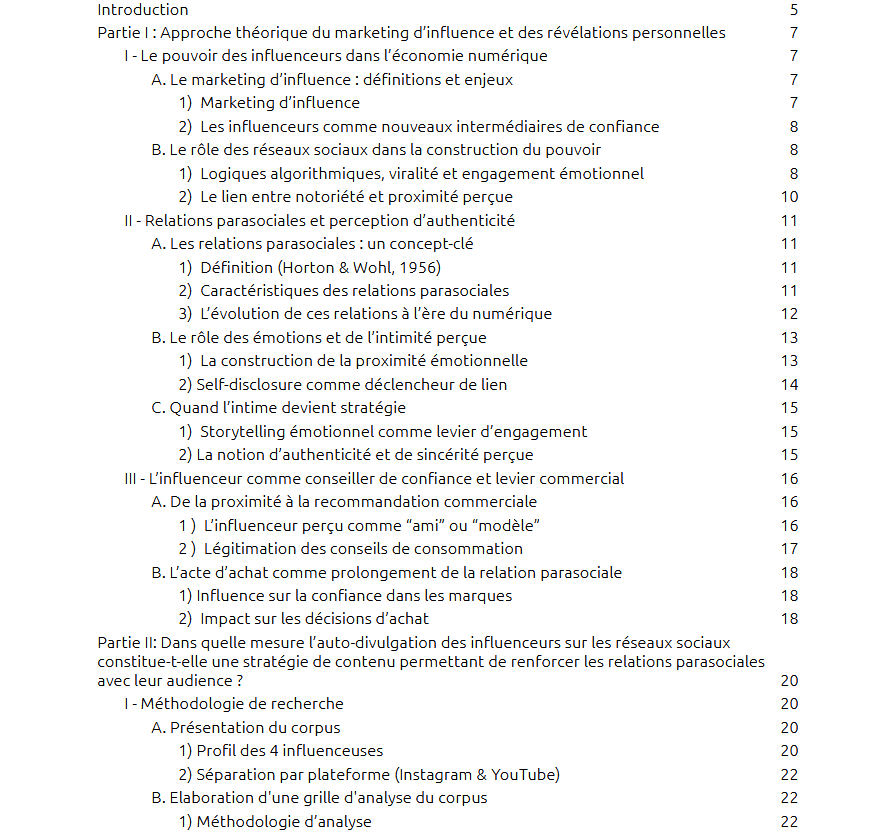 Introduction 5
Partie I : Approche théorique du marketing d’influence et des révélations personnelles 7
I - Le pouvoir des influenceurs dans l’économie numérique 7
A. Le marketing d’influence : définitions et enjeux 7
1) Marketing d’influence 7
2) Les influenceurs comme nouveaux intermédiaires de confiance 8
B. Le rôle des réseaux sociaux dans la construction du pouvoir 8
1) Logiques algorithmiques, viralité et engagement émotionnel 8
2) Le lien entre notoriété et proximité perçue 10
II - Relations parasociales et perception d’authenticité 11
A. Les relations parasociales : un concept-clé 11
1) Définition (Horton & Wohl, 1956) 11
2) Caractéristiques des relations parasociales 11
3) L’évolution de ces relations à l’ère du numérique 12
B. Le rôle des émotions et de l’intimité perçue 13
1) La construction de la proximité émotionnelle 13
2) Self-disclosure comme déclencheur de lien 14
C. Quand l’intime devient stratégie 15
1) Storytelling émotionnel comme levier d’engagement 15
2) La notion d’authenticité et de sincérité perçue 15
III - L’influenceur comme conseiller de confiance et levier commercial 16
A. De la proximité à la recommandation commerciale 16
1 ) L’influenceur perçu comme “ami” ou “modèle” 16
2 ) Légitimation des conseils de consommation 17
B. L’acte d’achat comme prolongement de la relation parasociale 18
1) Influence sur la confiance dans les marques 18
2) Impact sur les décisions d’achat 18
Partie II: Dans quelle mesure l’auto-divulgation des influenceurs sur les réseaux sociaux
constitue-t-elle une stratégie de contenu permettant de renforcer les relations parasociales
avec leur audience ? 20
I - Méthodologie de recherche 20
A. Présentation du corpus 20
1) Profil des 4 influenceuses 20
2) Séparation par plateforme (Instagram & YouTube) 22
B. Elaboration d'une grille d'analyse du corpus 22
1) Méthodologie d’analyse 22